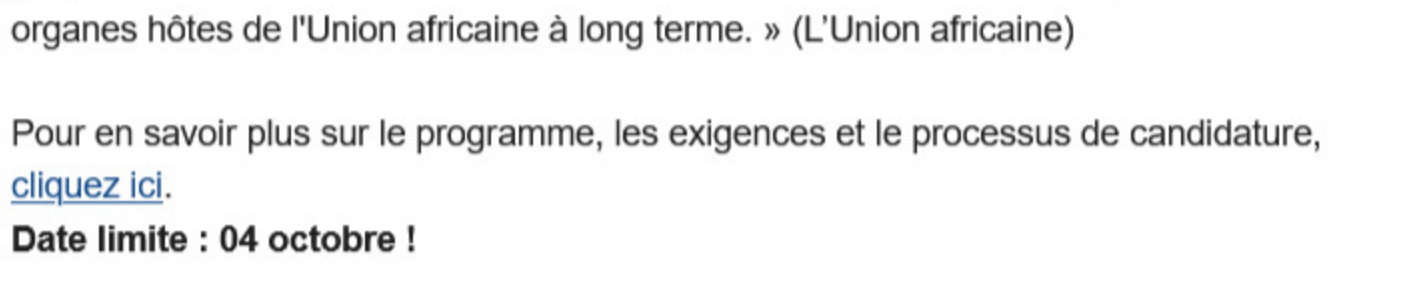 organes hôtes de l'Union africaine à long terme. » (L’Union africaine)
Pour en savoir plus sur le programme, les exigences et le processus de candidature,
cliquez ici.
Date limite : 04 octobre !